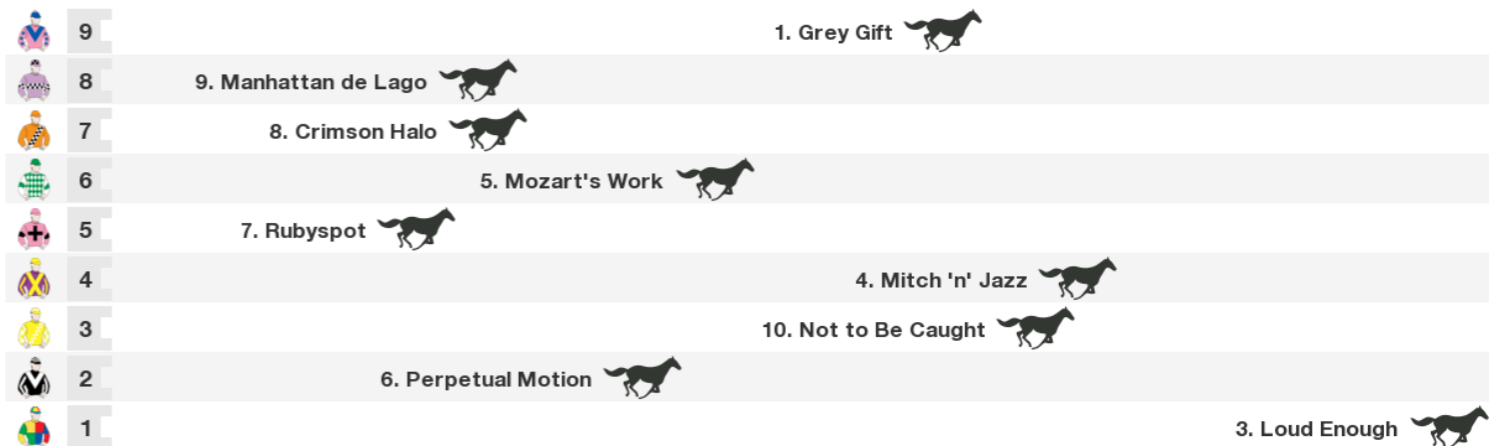 9 1. Grey Gift
8 9. Manhattan de Lago
7 8. Crimson Halo
6 5. Mozart's Work
5 7. Rubyspot
4 4. Mitch 'n' Jazz
3 10. Not to Be Caught
2 6. Perpetual Motion
1 3. Loud Enough